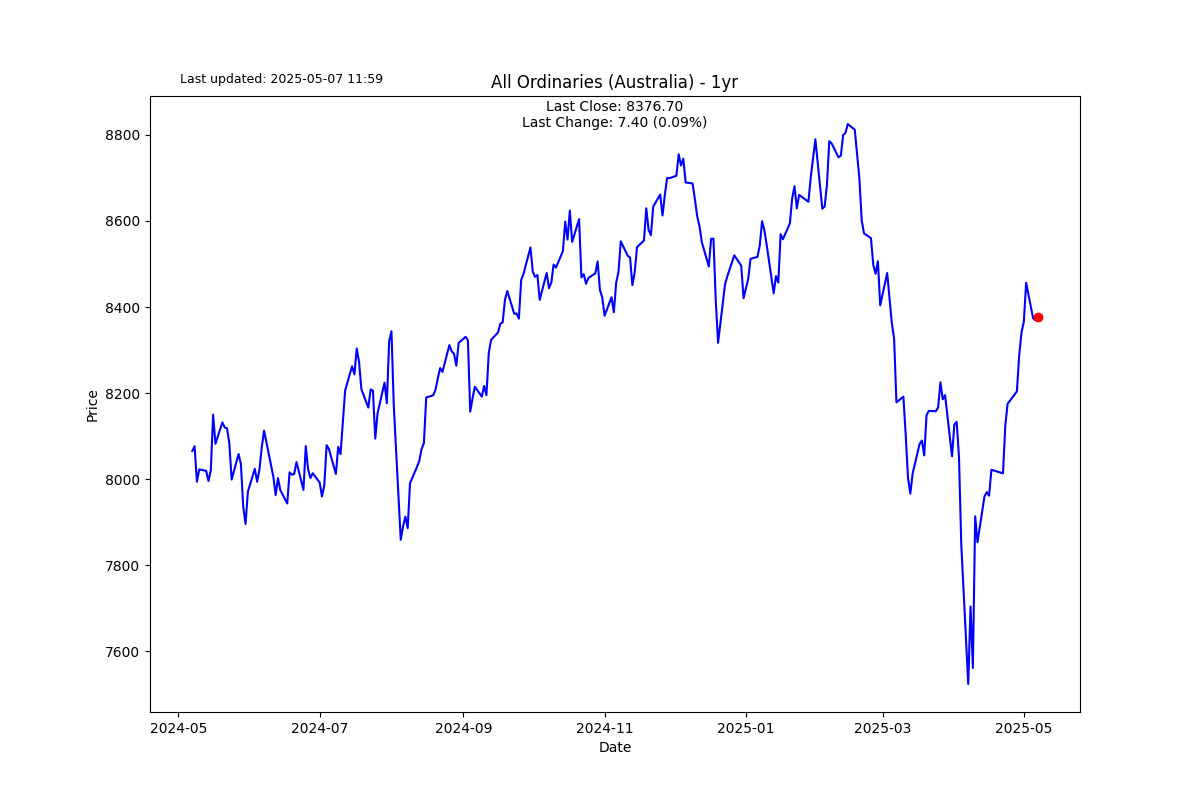 Last updated: 2025-05-07 11:59
All Ordinaries (Australia) - 1yr
Last Close: 8376.70
Last Change: 7.40 (0.09%)
8800
8600
8400
8200
8000
7800
7600
Price
2024-05
2024-07
2024-09
2024-11
2025-01
2025-03
2025-05
Date